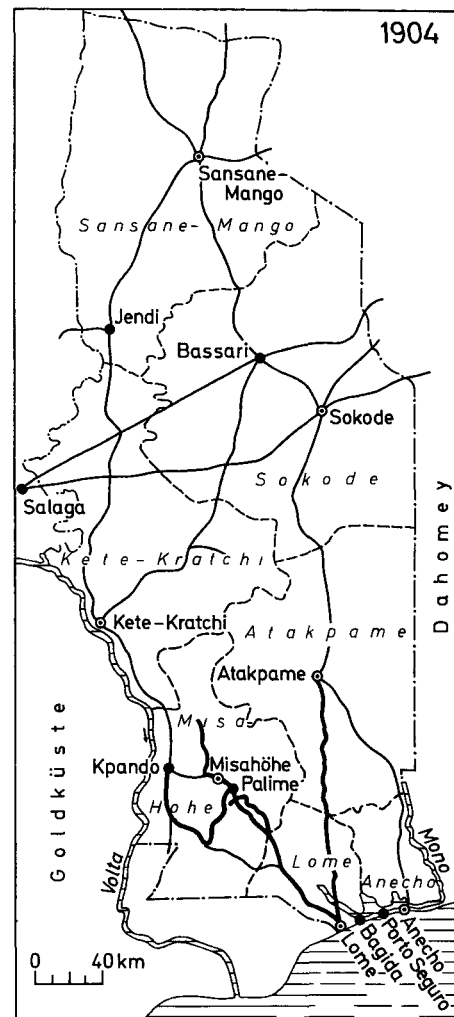 1904
Sansane-
Mango
Sansane-Mango
Jendi
Bassari
Sokode
Sokode
Salaga
Kete-Kratchi
Kete-Kratchi
Atakpame
Atakpame
Dahomey
Goldküste
Misa
Kpando
Misahöhe
Palime
Höhe
Volta
Lome
Anecho
Mono
Lome
Bagida
Porto Seguro
Anecho
0 40 km